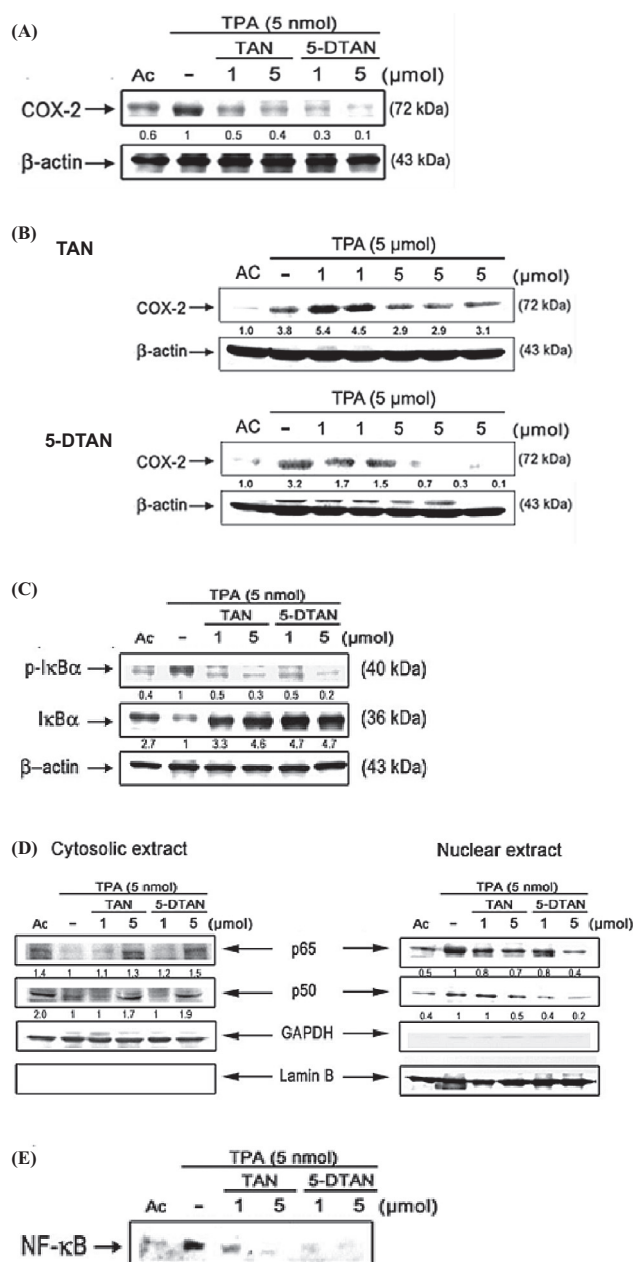 (A)
TPA (5 nmol)
TAN 5-DTAN
Ac – 1 5 1 5 (μmol)
COX-2 (72 kDa)
0.6 1 0.5 0.4 0.3 0.1
β-actin (43 kDa)
(B)
TAN
TPA (5 μmol)
AC – 1 1 5 5 5 (μmol)
COX-2 (72 kDa)
1.0 3.8 5.4 4.5 2.9 2.9 3.1
β-actin (43 kDa)
5-DTAN
TPA (5 μmol)
AC – 1 1 5 5 5 (μmol)
COX-2 (72 kDa)
1.0 3.2 1.7 1.5 0.7 0.3 0.1
β-actin (43 kDa)
(C)
TPA (5 nmol)
TAN 5-DTAN
Ac – 1 5 1 5 (μmol)
p-IκBα (40 kDa)
0.4 1 0.5 0.3 0.5 0.2
IκBα (36 kDa)
2.7 1 3.3 4.6 4.7 4.7
β–actin (43 kDa)
(D) Cytosolic extract Nuclear extract
TPA (5 nmol) TPA (5 nmol)
TAN 5-DTAN TAN 5-DTAN
Ac – 1 5 1 5 (μmol) Ac – 1 5 1 5 (μmol)
p65
1.4 1 1.1 1.3 1.2 1.5 0.5 1 0.8 0.7 0.8 0.4
p50
2.0 1 1 1.7 1 1.9 0.4 1 1 0.5 0.4 0.2
GAPDH
Lamin B
(E)
TPA (5 nmol)
TAN 5-DTAN
Ac – 1 5 1 5 (μmol)
NF-κB